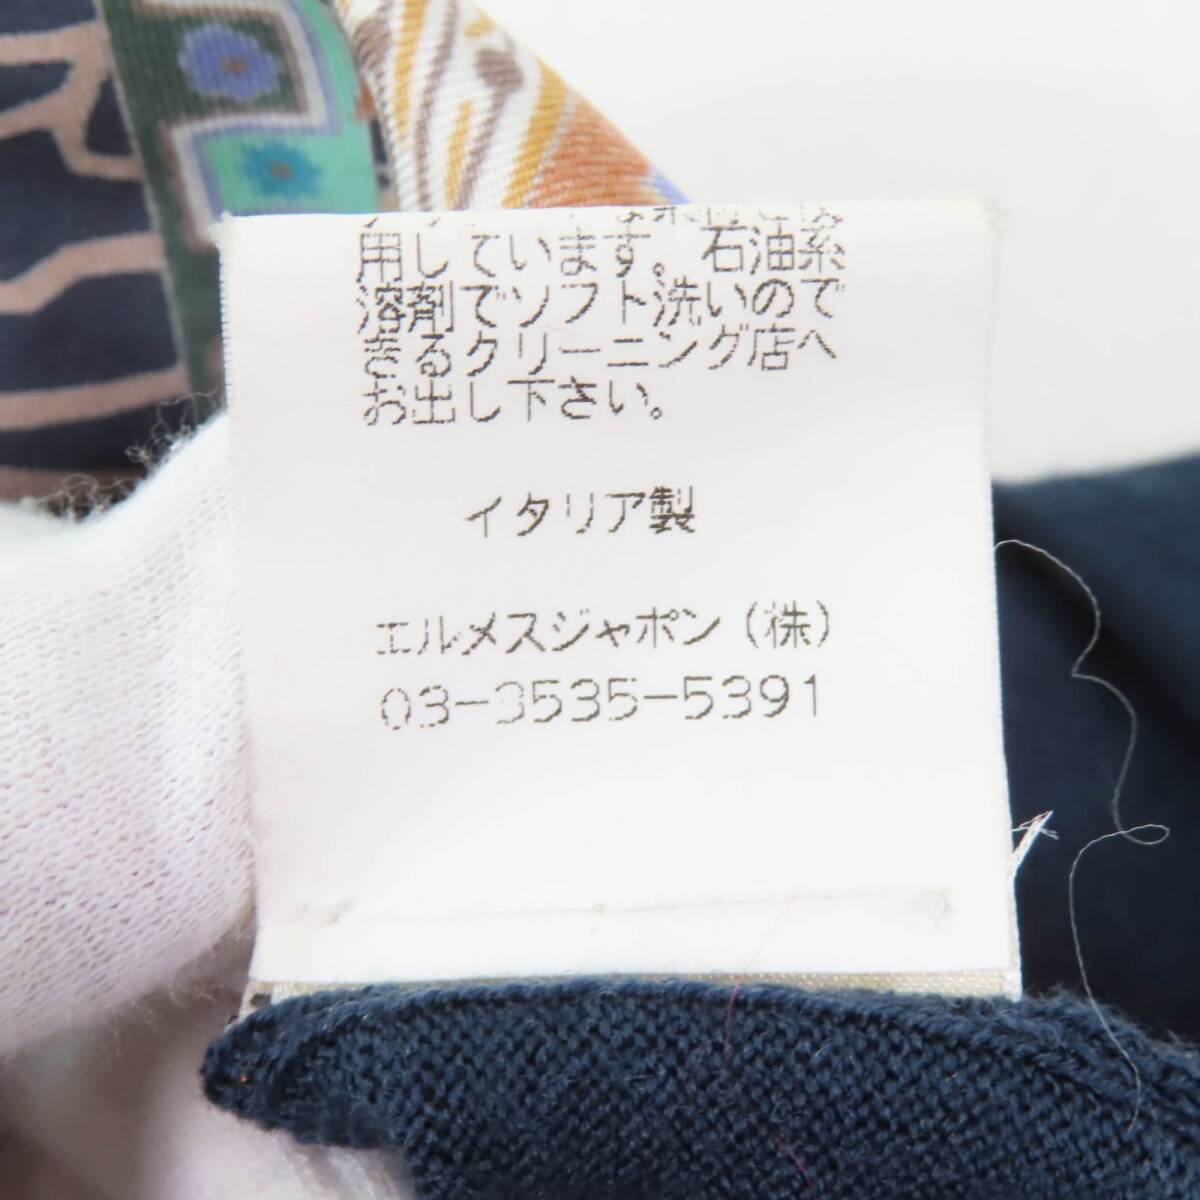 用しています。石油系
溶剤でソフト洗いので
きるクリーニング店へ
お出し下さい。
イタリア製
エルメスジャポン（株）
03-3535-5391